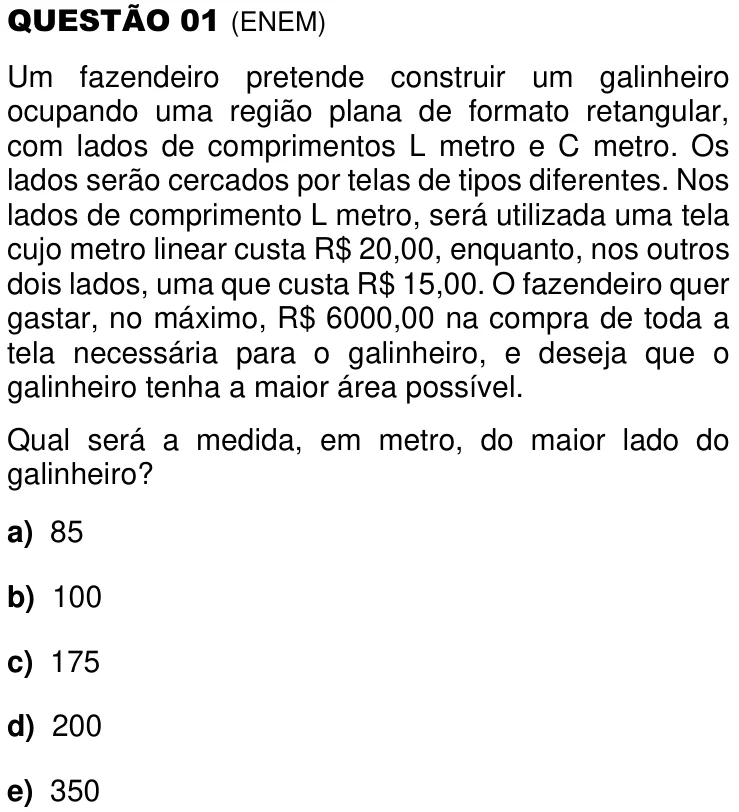 QUESTÃO 01 (ENEM)
Um fazendeiro pretende construir um galinheiro
ocupando uma região plana de formato retangular,
com lados de comprimentos L metro e C metro. Os
lados serão cercados por telas de tipos diferentes. Nos
lados de comprimento L metro, será utilizada uma tela
cujo metro linear custa R$ 20,00, enquanto, nos outros
dois lados, uma que custa R$ 15,00. O fazendeiro quer
gastar, no máximo, R$ 6000,00 na compra de toda a
tela necessária para o galinheiro, e deseja que o
galinheiro tenha a maior área possível.
Qual será a medida, em metro, do maior lado do
galinheiro?
a) 85
b) 100
c) 175
d) 200
e) 350